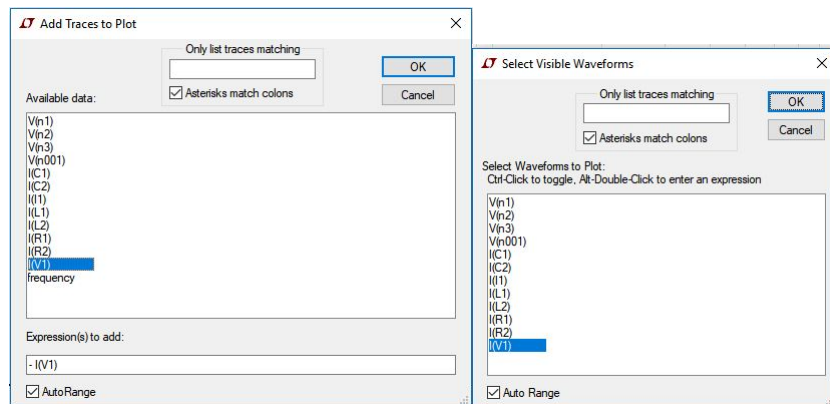 Add Traces to Plot
Only list traces matching
OK
Asterisks match colons
Cancel
Available data:
V(n1)
V(n2)
V(n3)
V(n001)
I(C1)
I(C2)
I(I1)
I(L1)
I(L2)
I(R1)
I(R2)
I(V1)
frequency
Expression(s) to add:
- I(V1)
AutoRange
Select Visible Waveforms
Only list traces matching
OK
Asterisks match colons
Cancel
Select Waveforms to Plot:
Ctrl-Click to toggle, Alt-Double-Click to enter an expression
V(n1)
V(n2)
V(n3)
V(n001)
I(C1)
I(C2)
I(I1)
I(L1)
I(L2)
I(R1)
I(R2)
I(V1)
Auto Range